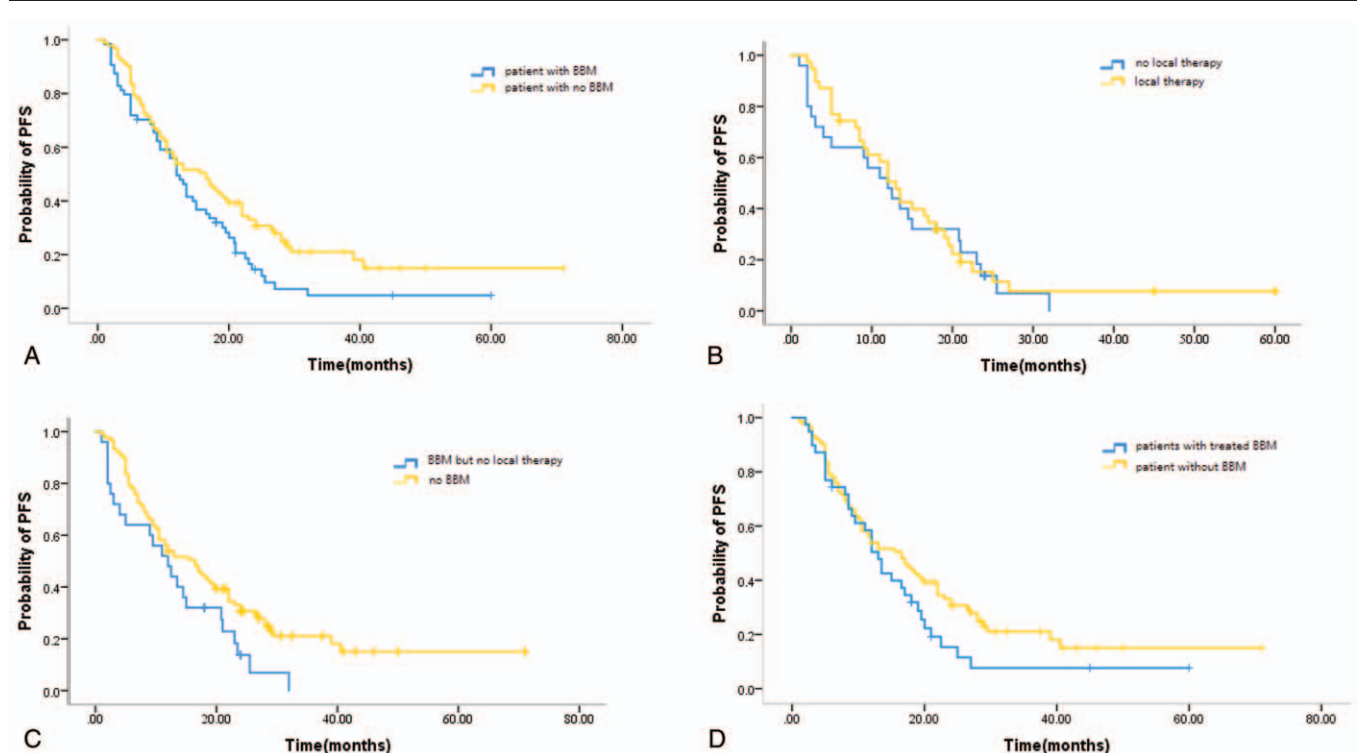 patient with BBM
patient with no BBM
Probability of PFS
1.0
0.8
0.6
0.4
0.2
0.0
.00 20.00 40.00 60.00 80.00
Time(months)
A
no local therapy
local therapy
Probability of PFS
1.0
0.8
0.6
0.4
0.2
0.0
.00 10.00 20.00 30.00 40.00 50.00 60.00
Time(months)
B
BBM but no local therapy
no BBM
Probability of PFS
1.0
0.8
0.6
0.4
0.2
0.0
.00 20.00 40.00 60.00 80.00
Time(months)
C
patients with treated BBM
patient without BBM
Probability of PFS
1.0
0.8
0.6
0.4
0.2
0.0
.00 20.00 40.00 60.00 80.00
Time(months)
D